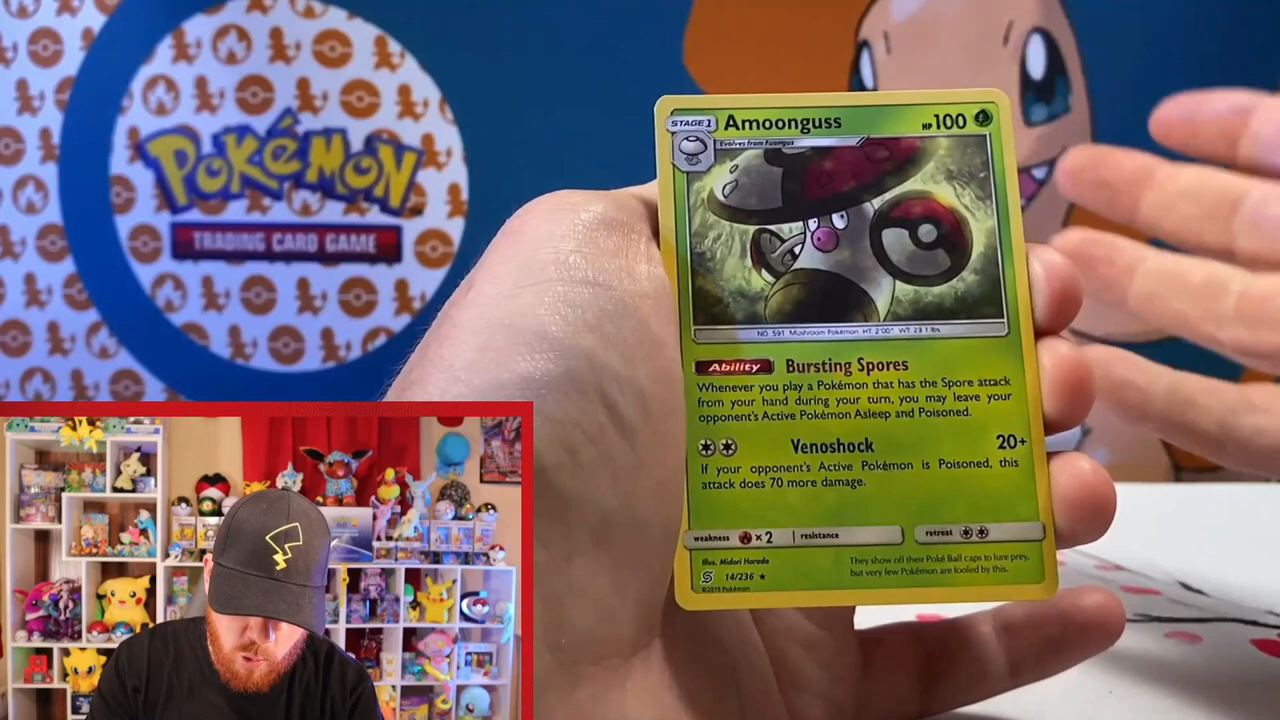 POKÉMON
TRADING CARD GAME
STAGE1
Amoonguss
HP100
Evolves from Foongus
NO. 591 Mushroom Pokémon HT: 2'00" WT: 23.1 lbs
Ability Bursting Spores
Whenever you play a Pokémon that has the Spore attack
from your hand during your turn, you may leave your
opponent's Active Pokémon Asleep and Poisoned.
Venoshock 20+
If your opponent's Active Pokémon is Poisoned, this
attack does 70 more damage.
weakness ×2 resistance retreat
Illus. Midori Harada
14/236 ★
©2019 Pokémon
They show off their Poké Ball caps to lure prey,
but very few Pokémon are fooled by this.